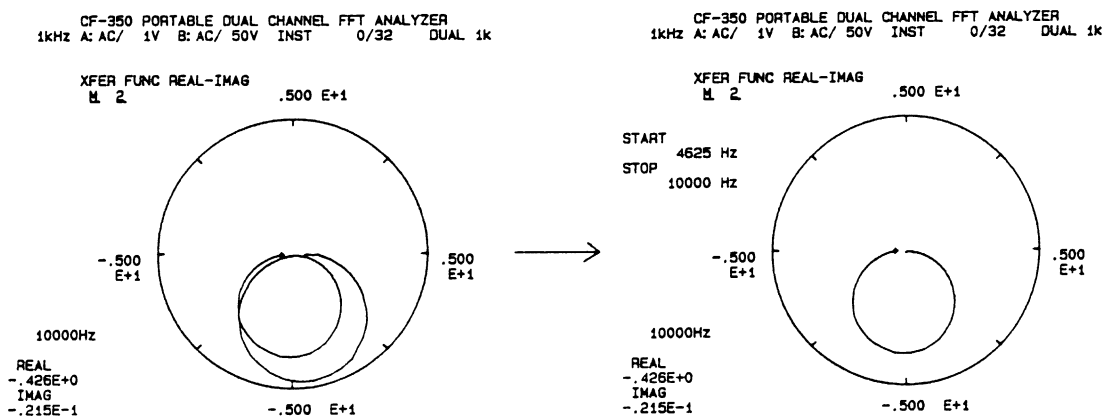 CF-350 PORTABLE DUAL CHANNEL FFT ANALYZER
1kHz A: AC/ 1V B: AC/ 50V INST 0/32 DUAL 1k
XFER FUNC REAL-IMAG
M 2
.500 E+1
-.500
E+1
.500
E+1
10000Hz
REAL
-.426E+0
IMAG
-.215E-1
-.500 E+1
CF-350 PORTABLE DUAL CHANNEL FFT ANALYZER
1kHz A: AC/ 1V B: AC/ 50V INST 0/32 DUAL 1k
XFER FUNC REAL-IMAG
M 2
.500 E+1
START
4625 Hz
STOP
10000 Hz
-.500
E+1
.500
E+1
10000Hz
REAL
-.426E+0
IMAG
-.215E-1
-.500 E+1